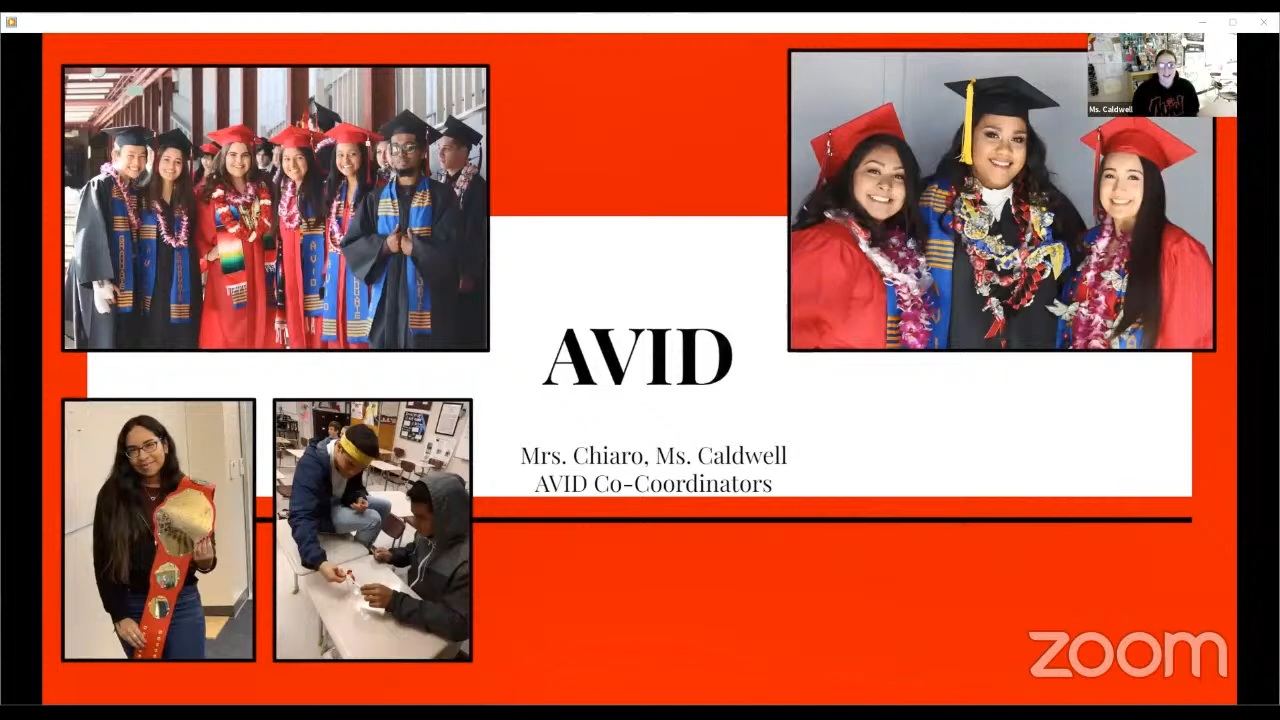 Ms. Caldwell
AVID
Mrs. Chiaro, Ms. Caldwell
AVID Co-Coordinators
zoom